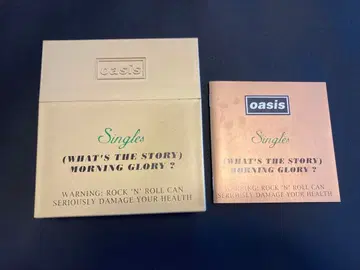 oasis
Singles
(WHAT'S THE STORY)
MORNING GLORY ?
WARNING: ROCK 'N' ROLL CAN
SERIOUSLY DAMAGE YOUR HEALTH
oasis
Singles
(WHAT'S THE STORY)
MORNING GLORY ?
WARNING: ROCK 'N' ROLL CAN
SERIOUSLY DAMAGE YOUR HEALTH